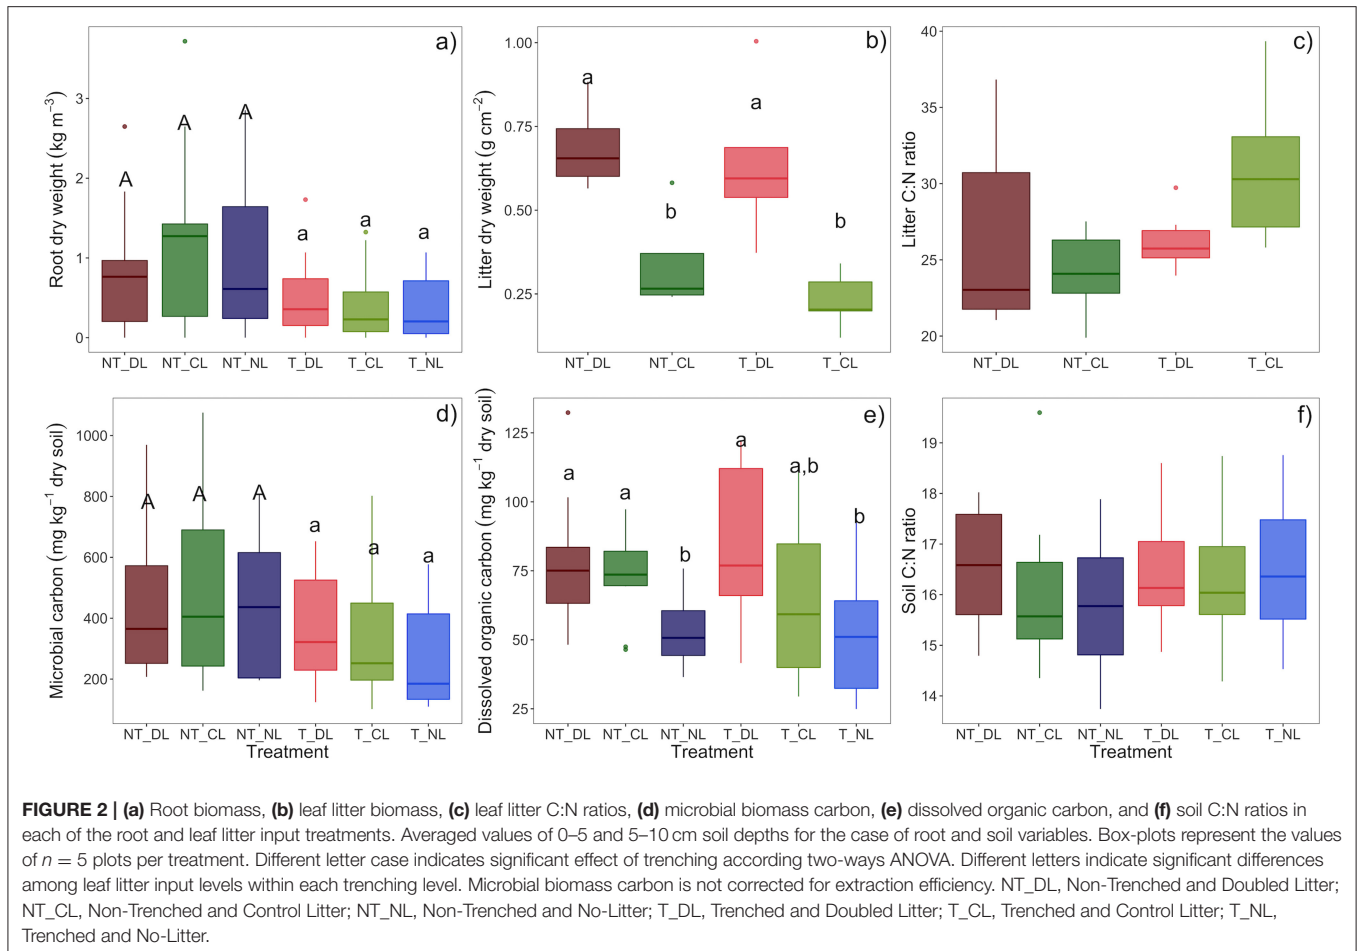 a)
Root dry weight (kg m⁻³)
3
2
1
0
A
A
A
a
a
a
NT_DL NT_CL NT_NL T_DL T_CL T_NL
b)
Litter dry weight (g cm⁻²)
1.00
0.75
0.50
0.25
a
b
a
b
NT_DL NT_CL T_DL T_CL
c)
Litter C:N ratio
40
35
30
25
20
NT_DL NT_CL T_DL T_CL
d)
Microbial carbon (mg kg⁻¹ dry soil)
1000
800
600
400
200
A
A
A
a
a
a
NT_DL NT_CL NT_NL T_DL T_CL T_NL
Treatment
e)
Dissolved organic carbon (mg kg⁻¹ dry soil)
125
100
75
50
25
a
a
b
a
a,b
b
NT_DL NT_CL NT_NL T_DL T_CL T_NL
Treatment
f)
Soil C:N ratio
19
18
17
16
15
14
NT_DL NT_CL NT_NL T_DL T_CL T_NL
Treatment
FIGURE 2 | (a) Root biomass, (b) leaf litter biomass, (c) leaf litter C:N ratios, (d) microbial biomass carbon, (e) dissolved organic carbon, and (f) soil C:N ratios in
each of the root and leaf litter input treatments. Averaged values of 0–5 and 5–10 cm soil depths for the case of root and soil variables. Box-plots represent the values
of n = 5 plots per treatment. Different letter case indicates significant effect of trenching according two-ways ANOVA. Different letters indicate significant differences
among leaf litter input levels within each trenching level. Microbial biomass carbon is not corrected for extraction efficiency. NT_DL, Non-Trenched and Doubled Litter;
NT_CL, Non-Trenched and Control Litter; NT_NL, Non-Trenched and No-Litter; T_DL, Trenched and Doubled Litter; T_CL, Trenched and Control Litter; T_NL,
Trenched and No-Litter.